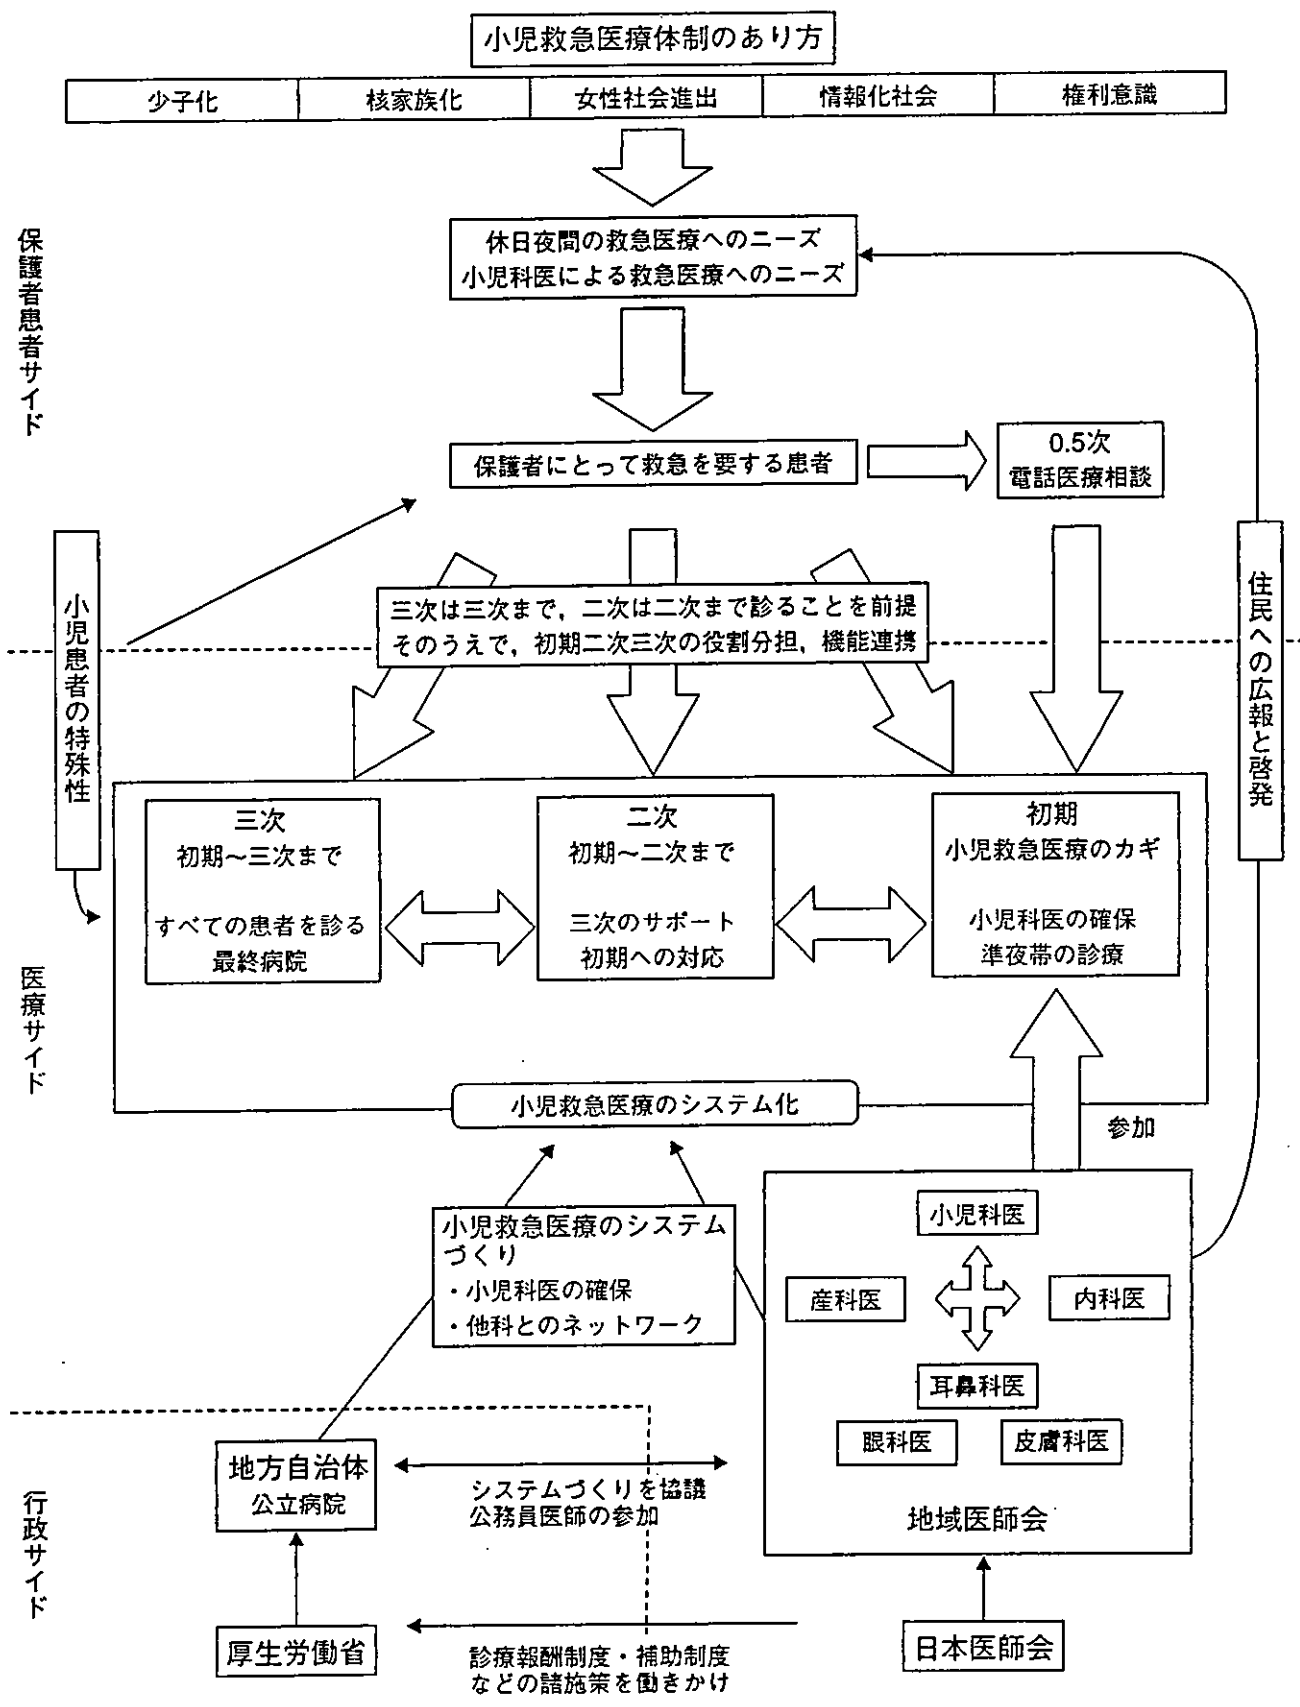 小児救急医療体制のあり方
少子化
核家族化
女性社会進出
情報化社会
権利意識
保護者患者サイド
休日夜間の救急医療へのニーズ
小児科医による救急医療へのニーズ
保護者にとって救急を要する患者
0.5次
電話医療相談
小児患者の特殊性
三次は三次まで，二次は二次まで診ることを前提
そのうえで，初期二次三次の役割分担，機能連携
住民への広報と啓発
医療サイド
三次
初期～三次まで
すべての患者を診る
最終病院
二次
初期～二次まで
三次のサポート
初期への対応
初期
小児救急医療のカギ
小児科医の確保
準夜帯の診療
小児救急医療のシステム化
参加
小児救急医療のシステム
づくり
・小児科医の確保
・他科とのネットワーク
小児科医
産科医
内科医
耳鼻科医
眼科医
皮膚科医
地域医師会
行政サイド
地方自治体
公立病院
システムづくりを協議
公務員医師の参加
厚生労働省
診療報酬制度・補助制度
などの諸施策を働きかけ
日本医師会